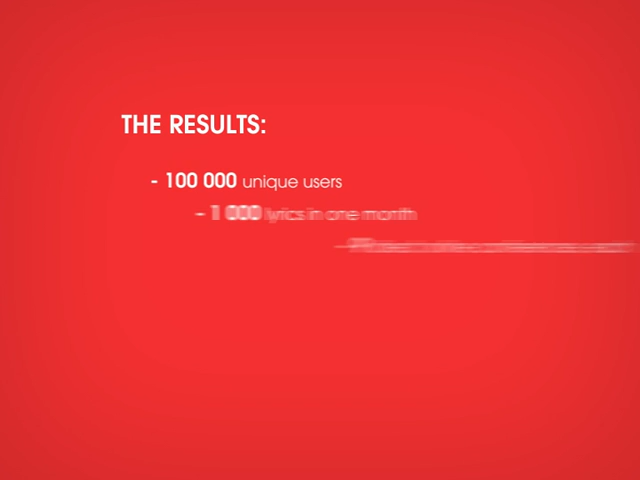 THE RESULTS:
- 100 000 unique users
- 1 000 lyrics in one month